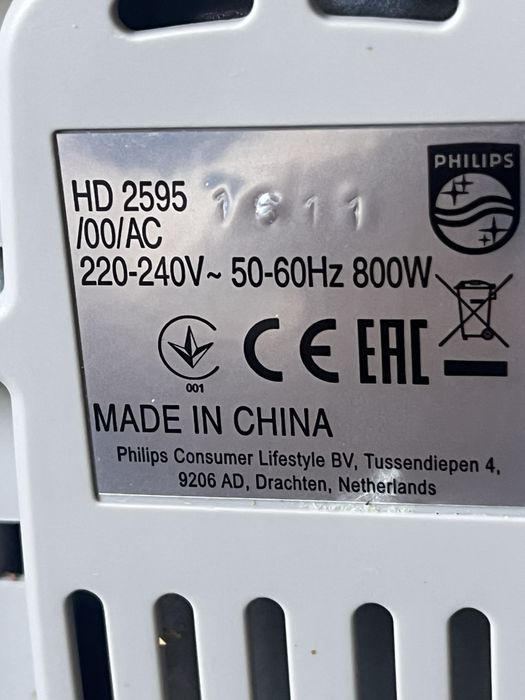 PHILIPS
HD 2595 1611
/00/AC
220-240V~ 50-60Hz 800W
001
CE EAC
MADE IN CHINA
Philips Consumer Lifestyle BV, Tussendiepen 4,
9206 AD, Drachten, Netherlands